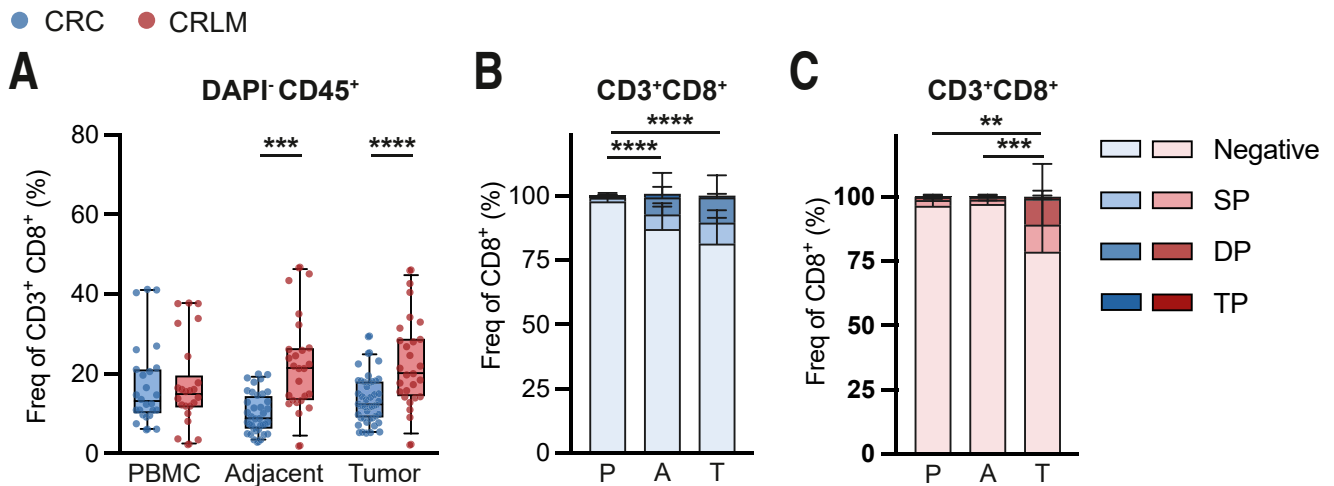 CRC CRLM
A
DAPI⁻ CD45⁺
Freq of CD3⁺ CD8⁺ (%)
80
60
40
20
0
*** ****
PBMC Adjacent Tumor
B
CD3⁺CD8⁺
****
****
Freq of CD8⁺ (%)
100
75
50
25
0
P A T
C
CD3⁺CD8⁺
**
***
Freq of CD8⁺ (%)
100
75
50
25
0
P A T
Negative
SP
DP
TP